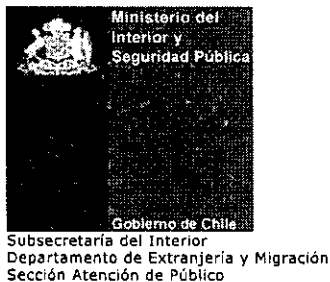 Ministerio del
Interior y
Seguridad Pública
Gobierno de Chile
Subsecretaría del Interior
Departamento de Extranjería y Migración
Sección Atención de Público